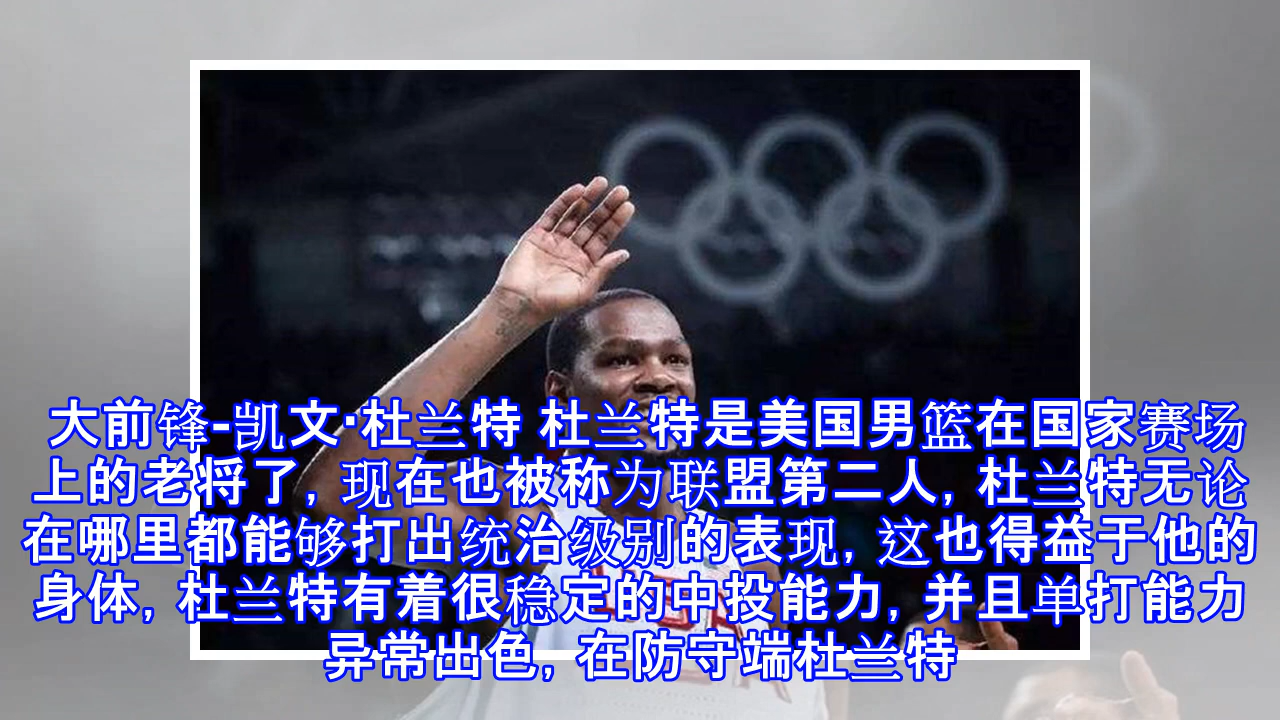 大前锋-凯文·杜兰特 杜兰特是美国男篮在国家赛场
上的老将了, 现在也被称为联盟第二人, 杜兰特无论
在哪里都能够打出统治级别的表现, 这也得益于他的
身体, 杜兰特有着很稳定的中投能力, 并且单打能力
异常出色, 在防守端杜兰特